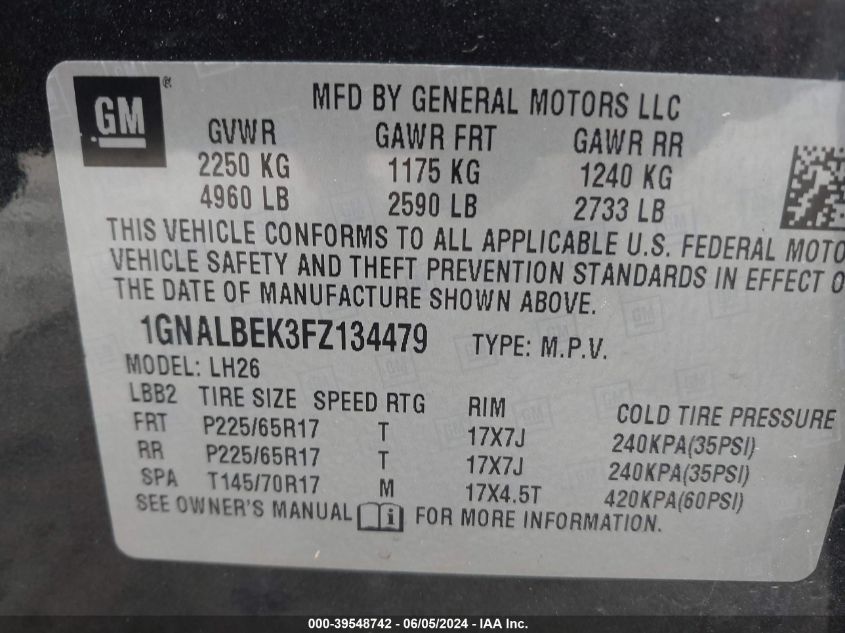 GM ®
MFD BY GENERAL MOTORS LLC
GVWR GAWR FRT GAWR RR
2250 KG 1175 KG 1240 KG
4960 LB 2590 LB 2733 LB
THIS VEHICLE CONFORMS TO ALL APPLICABLE U.S. FEDERAL MOTO
VEHICLE SAFETY AND THEFT PREVENTION STANDARDS IN EFFECT O
THE DATE OF MANUFACTURE SHOWN ABOVE.
1GNALBEK3FZ134479 TYPE: M.P.V.
MODEL: LH26
LBB2 TIRE SIZE SPEED RTG RIM COLD TIRE PRESSURE
FRT P225/65R17 T 17X7J 240KPA(35PSI)
RR P225/65R17 T 17X7J 240KPA(35PSI)
SPA T145/70R17 M 17X4.5T 420KPA(60PSI)
SEE OWNER'S MANUAL i FOR MORE INFORMATION.
000-39548742 - 06/05/2024 - IAA Inc.